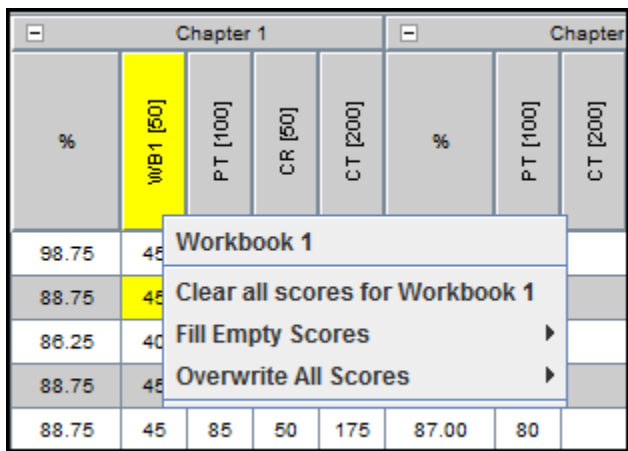 Chapter 1 Chapter
% WB1 [50] PT [100] CR [50] CT [200] % PT [100] CT [200]
98.75 45
Workbook 1
88.75 45
Clear all scores for Workbook 1
86.25 40
Fill Empty Scores
88.75 45
Overwrite All Scores
88.75 45 85 50 175 87.00 80